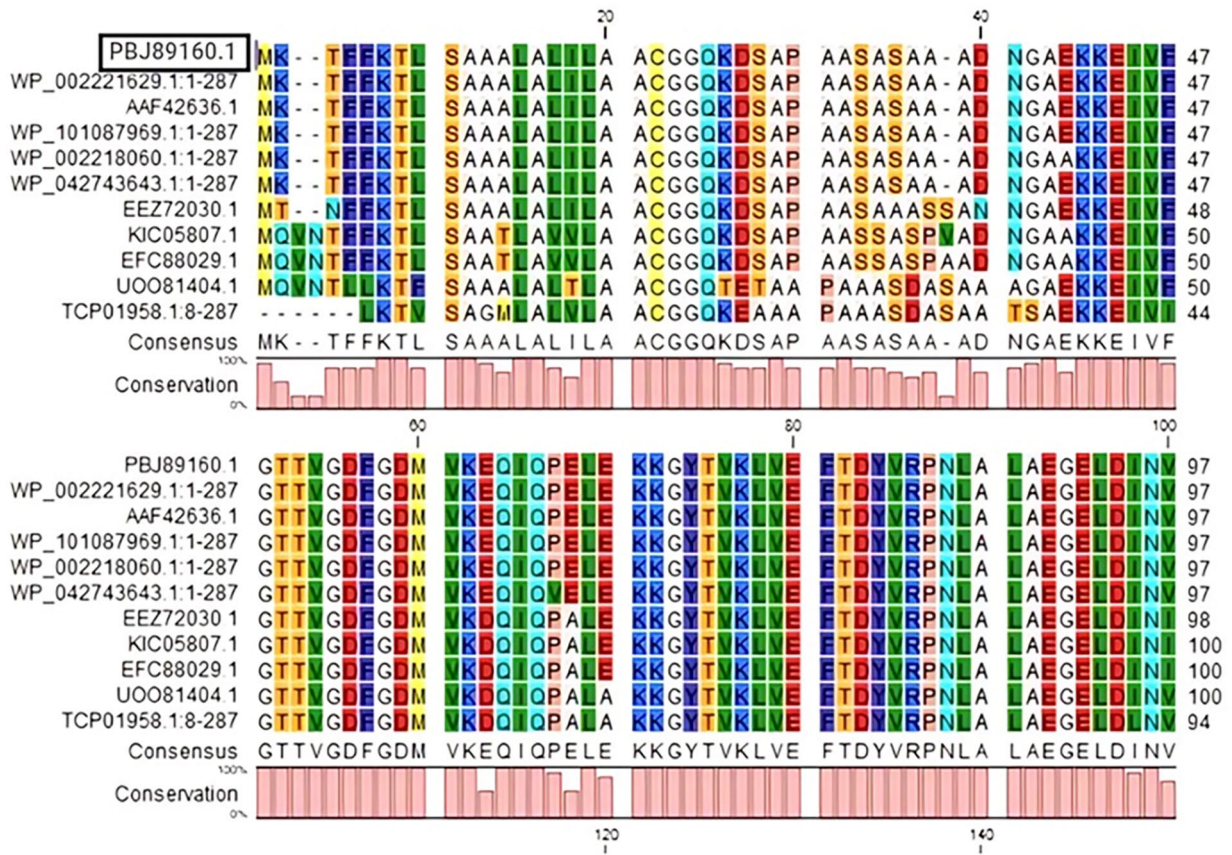 20 40
PBJ89160.1 MK--TFFKTL SAAALALILA ACGGQKDSAP AASASAA-AD NGAEKKEIVF 47
WP_002221629.1:1-287 MK--TFFKTL SAAALALILA ACGGQKDSAP AASASAA-AD NGAEKKEIVF 47
AAF42636.1 MK--TFFKTL SAAALALILA ACGGQKDSAP AASASAA-AD NGAEKKEIVF 47
WP_101087969.1:1-287 MK--TFFKTL SAAALALILA ACGGQKDSAP AASASAA-AD NGAEKKEIVF 47
WP_002218060.1:1-287 MK--TFFKTL SAAALALILA ACGGQKDSAP AASASAA-AD NGAAKKEIVF 47
WP_042743643.1:1-287 MK--TFFKTL SAAALALILA ACGGQKDSAP AASASAA-AD NGAEKKEIVF 47
EEZ72030.1 MT--NFFKTL SAAALALILA ACGGQKDSAP AASAAASSAN NGAEKKEIVF 48
KIC05807.1 MQVNTFFKTL SAATLAVVLA ACGGQKDSAP AASSASPVAD NGAAKKEIVF 50
EFC88029.1 MQVNTFFKTL SAATLAVVLA ACGGQKDSAP AASSASPAAD NGAAKKEIVF 50
UOO81404.1 MQVNTLLKTF SAAALALTLA ACGGQTETAA PAAASDASAA AGAEKKEIVF 50
TCP01958.1:8-287 ------LKTV SAGMLALVLA ACGGQKEAAA PAAASDASAA TSAEKKEIVI 44
Consensus MK--TFFKTL SAAALALILA ACGGQKDSAP AASASAA-AD NGAEKKEIVF
100%
Conservation
0%
60 80 100
PBJ89160.1 GTTVGDFGDM VKEQIQPELE KKGYTVKLVE FTDYVRPNLA LAEGELDINV 97
WP_002221629.1:1-287 GTTVGDFGDM VKEQIQPELE KKGYTVKLVE FTDYVRPNLA LAEGELDINV 97
AAF42636.1 GTTVGDFGDM VKEQIQPELE KKGYTVKLVE FTDYVRPNLA LAEGELDINV 97
WP_101087969.1:1-287 GTTVGDFGDM VKEQIQPELE KKGYTVKLVE FTDYVRPNLA LAEGELDINV 97
WP_002218060.1:1-287 GTTVGDFGDM VKEQIQPELE KKGYTVKLVE FTDYVRPNLA LAEGELDINV 97
WP_042743643.1:1-287 GTTVGDFGDM VKEQIQVELE KKGYTVKLVE FTDYVRPNLA LAEGELDINV 97
EEZ72030.1 GTTVGDFGDM VKDQIQPALE KKGYTVKLVE FTDYVRPNLA LAEGELDINI 98
KIC05807.1 GTTVGDFGDM VKDQIQPALE KKGYTVKLVE FTDYVRPNLA LAEGELDINI 100
EFC88029.1 GTTVGDFGDM VKDQIQPALE KKGYTVKLVE FTDYVRPNLA LAEGELDINI 100
UOO81404.1 GTTVGDFGDM VKDQIQPALA KKGYTVKLVE FTDYVRPNLA LAEGELDINV 100
TCP01958.1:8-287 GTTVGDFGDM VKDQIQPALA KKGYTVKLVE FTDYVRPNLA LAEGELDLNV 94
Consensus GTTVGDFGDM VKEQIQPELE KKGYTVKLVE FTDYVRPNLA LAEGELDINV
100%
Conservation
0%
120 140